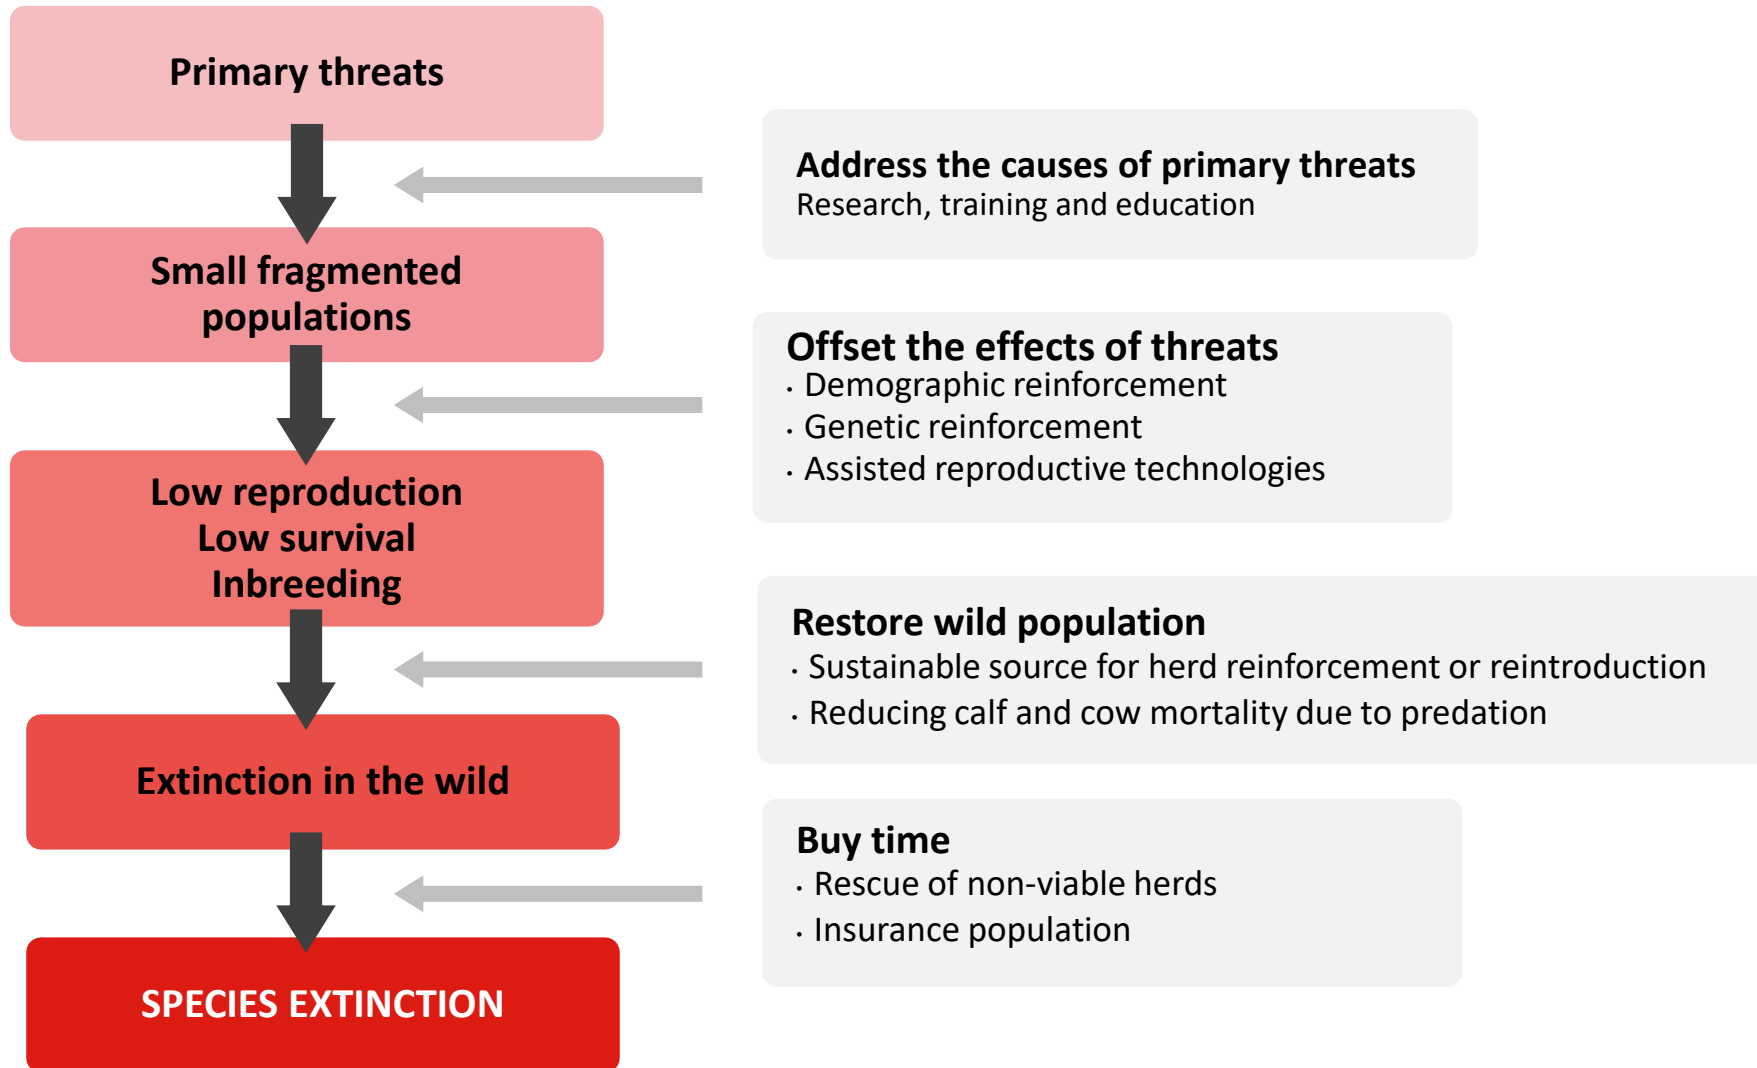 Primary threats
Address the causes of primary threats
Research, training and education
Small fragmented
populations
Offset the effects of threats
· Demographic reinforcement
· Genetic reinforcement
· Assisted reproductive technologies
Low reproduction
Low survival
Inbreeding
Restore wild population
· Sustainable source for herd reinforcement or reintroduction
· Reducing calf and cow mortality due to predation
Extinction in the wild
Buy time
· Rescue of non-viable herds
· Insurance population
SPECIES EXTINCTION